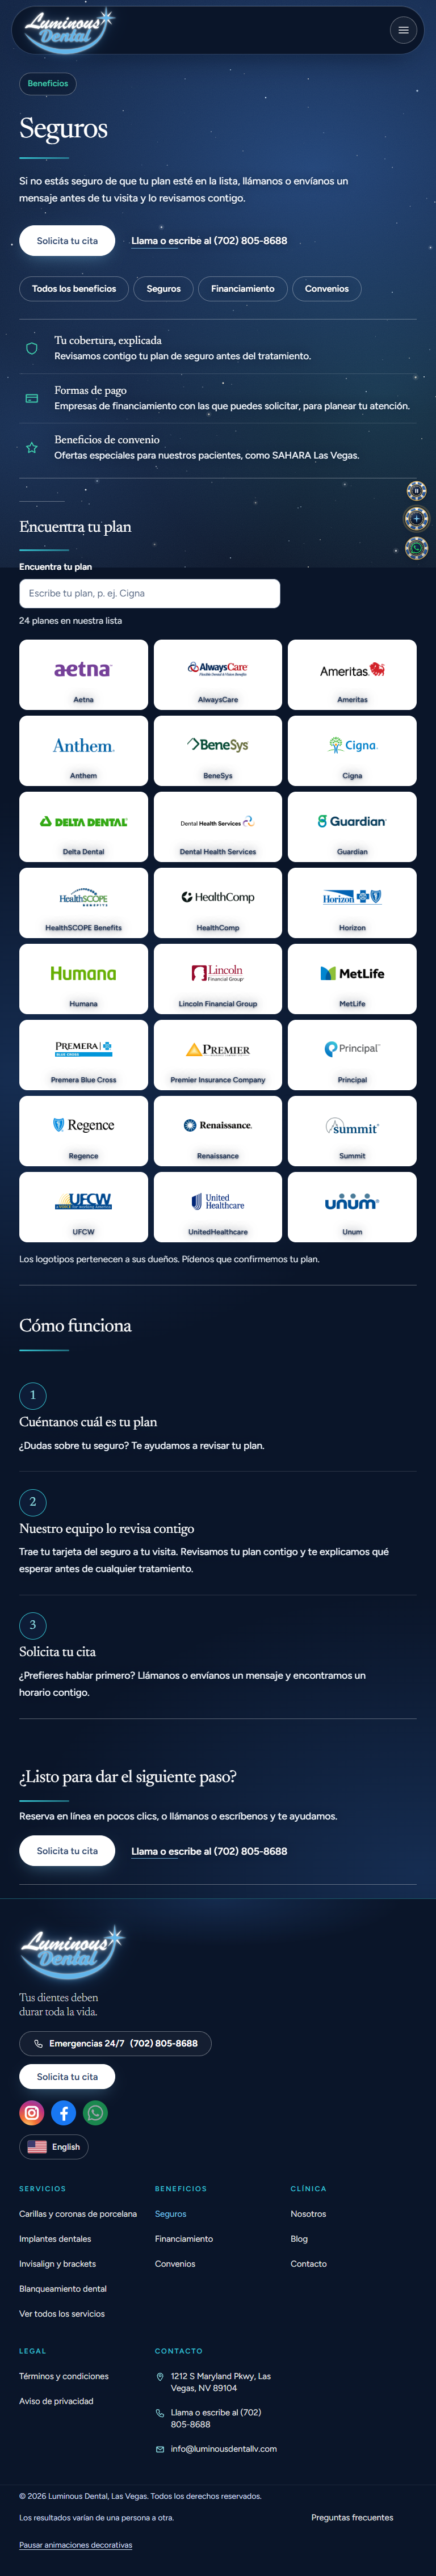 Luminous
Dental
Beneficios
Seguros
Si no estás seguro de que tu plan esté en la lista, llámanos o envíanos un
mensaje antes de tu visita y lo revisamos contigo.
Solicita tu cita
Llama o escribe al (702) 805-8688
Todos los beneficios
Seguros
Financiamiento
Convenios
Tu cobertura, explicada
Revisamos contigo tu plan de seguro antes del tratamiento.
Formas de pago
Empresas de financiamiento con las que puedes solicitar, para planear tu atención.
Beneficios de convenio
Ofertas especiales para nuestros pacientes, como SAHARA Las Vegas.
Encuentra tu plan
Encuentra tu plan
Escribe tu plan, p. ej. Cigna
24 planes en nuestra lista
aetna
Aetna
AlwaysCare
AlwaysCare
Ameritas
Ameritas
Anthem
Anthem
BeneSys
BeneSys
Cigna
Cigna
DELTA DENTAL
Delta Dental
Dental Health Services
Dental Health Services
Guardian
Guardian
HealthSCOPE
BENEFITS
HealthSCOPE Benefits
HealthComp
HealthComp
Horizon
Horizon
Humana
Humana
Lincoln
Financial Group
Lincoln Financial Group
MetLife
MetLife
PREMERA
BLUE CROSS
Premera Blue Cross
PREMIER
Premier Insurance Company
Principal
Principal
Regence
Regence
Renaissance
Renaissance
summit
Summit
UFCW
UFCW
United
Healthcare
UnitedHealthcare
unum
Unum
Los logotipos pertenecen a sus dueños. Pídenos que confirmemos tu plan.
Cómo funciona
1
Cuéntanos cuál es tu plan
¿Dudas sobre tu seguro? Te ayudamos a revisar tu plan.
2
Nuestro equipo lo revisa contigo
Trae tu tarjeta del seguro a tu visita. Revisamos tu plan contigo y te explicamos qué
esperar antes de cualquier tratamiento.
3
Solicita tu cita
¿Prefieres hablar primero? Llámanos o envíanos un mensaje y encontramos un
horario contigo.
¿Listo para dar el siguiente paso?
Reserva en línea en pocos clics, o llámanos o escríbenos y te ayudamos.
Solicita tu cita
Llama o escribe al (702) 805-8688
Luminous
Dental
Tus dientes deben
durar toda la vida.
Emergencias 24/7 (702) 805-8688
Solicita tu cita
English
SERVICIOS
Carillas y coronas de porcelana
Implantes dentales
Invisalign y brackets
Blanqueamiento dental
Ver todos los servicios
BENEFICIOS
Seguros
Financiamiento
Convenios
CLÍNICA
Nosotros
Blog
Contacto
LEGAL
Términos y condiciones
Aviso de privacidad
CONTACTO
1212 S Maryland Pkwy, Las
Vegas, NV 89104
Llama o escribe al (702)
805-8688
info@luminousdentallv.com
© 2026 Luminous Dental, Las Vegas. Todos los derechos reservados.
Los resultados varían de una persona a otra.
Preguntas frecuentes
Pausar animaciones decorativas